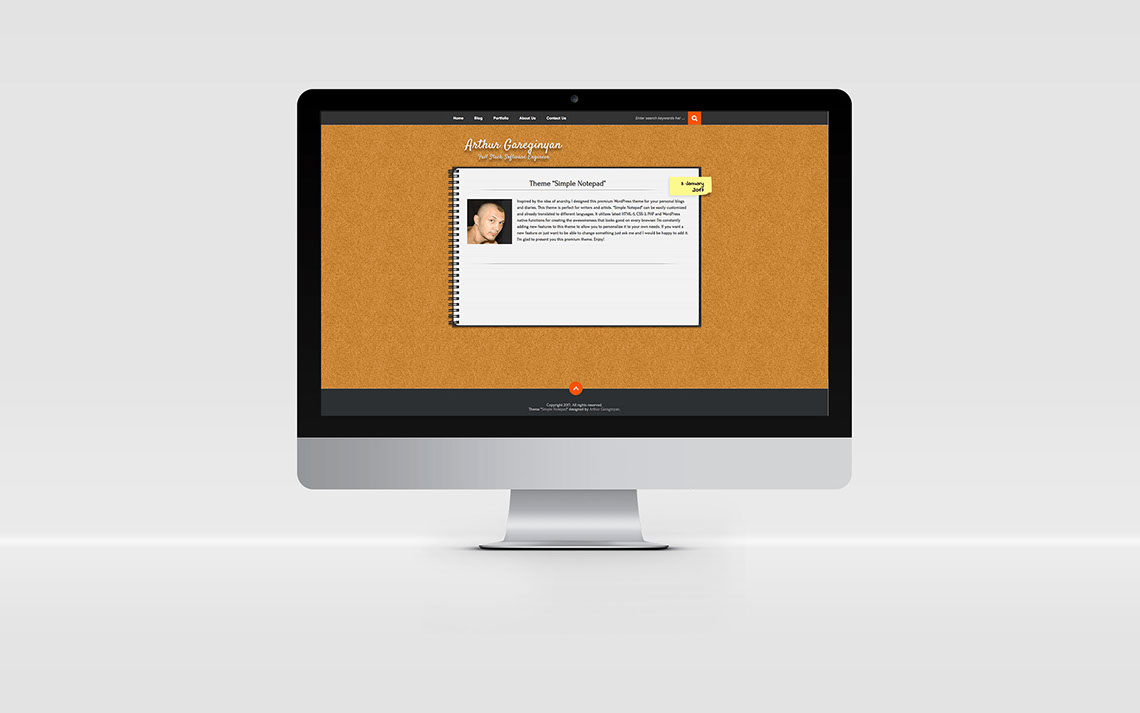 Home Blog Portfolio About Us Contact Us Enter search keywords her ...
Arthur Gareginyan
Full Stack Software Engineer
Theme "Simple Notepad"
3 January
2017
Inspired by the idea of anarchy, I designed this premium WordPress theme for your personal blogs
and diaries. This theme is perfect for writers and artists. "Simple Notepad" can be easily customized
and already translated to different languages. It utilizes latest HTML-5, CSS-3, PHP and WordPress
native functions for creating the awesomeness that looks good on every browser. I'm constantly
adding new features to this theme to allow you to personalize it to your own needs. If you want a
new feature or just want to be able to change something just ask me and I would be happy to add it.
I'm glad to present you this premium theme. Enjoy!
Copyright 2017. All rights reserved.
Theme "Simple Notepad" designed by Arthur Gareginyan.